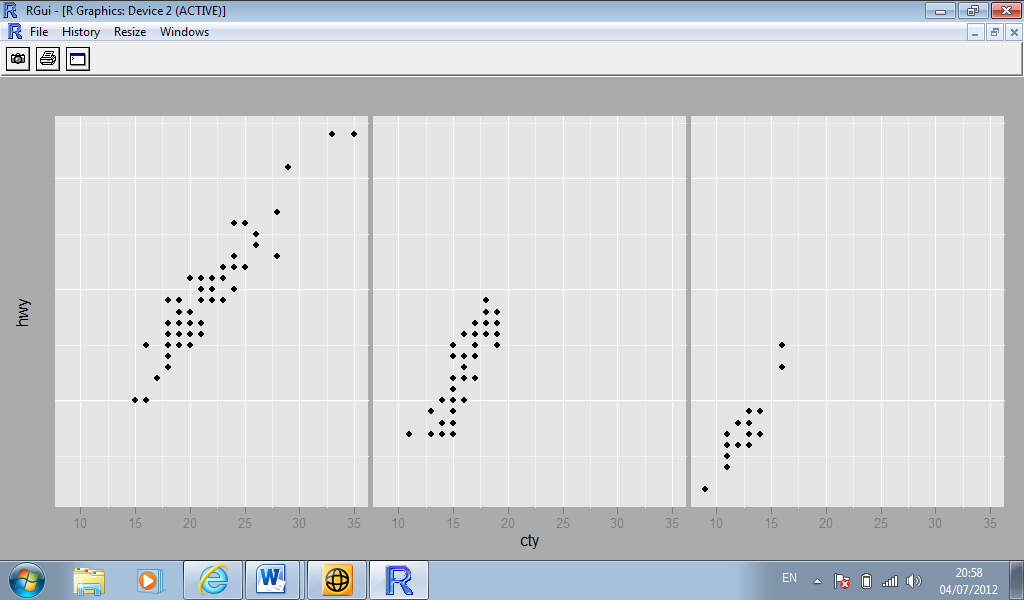 RGui - [R Graphics: Device 2 (ACTIVE)]
File History Resize Windows
hwy
10 15 20 25 30 35 10 15 20 25 30 35 10 15 20 25 30 35
cty
EN
20:58
04/07/2012